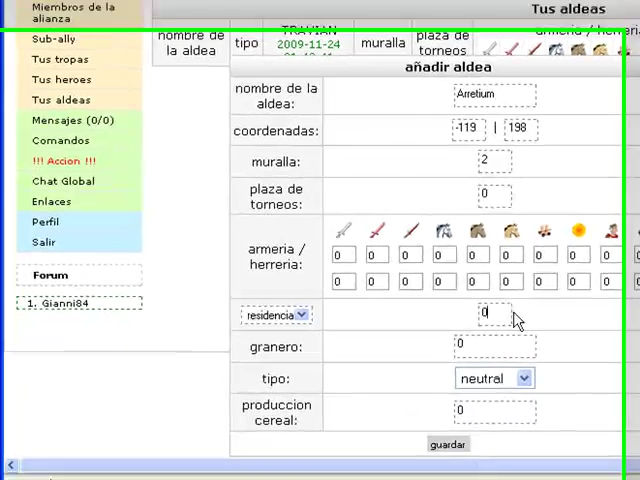 Miembros de la
alianza
Sub-ally
Tus tropas
Tus heroes
Tus aldeas
Mensajes (0/0)
Comandos
!!! Accion !!!
Chat Global
Enlaces
Perfil
Salir
Forum
1. Gianni84
Tus aldeas
nombre de
la aldea
tipo
TRAVIAN
2009-11-24
muralla
plaza de
torneos
añadir aldea
nombre de la
aldea:
Arretium
coordenadas:
-119 | 198
muralla:
2
plaza de
torneos:
0
armeria /
herreria:
0 0 0 0 0 0 0 0 0
0 0 0 0 0 0 0 0 0
residencia
0
granero:
0
tipo:
neutral
produccion
cereal:
0
guardar